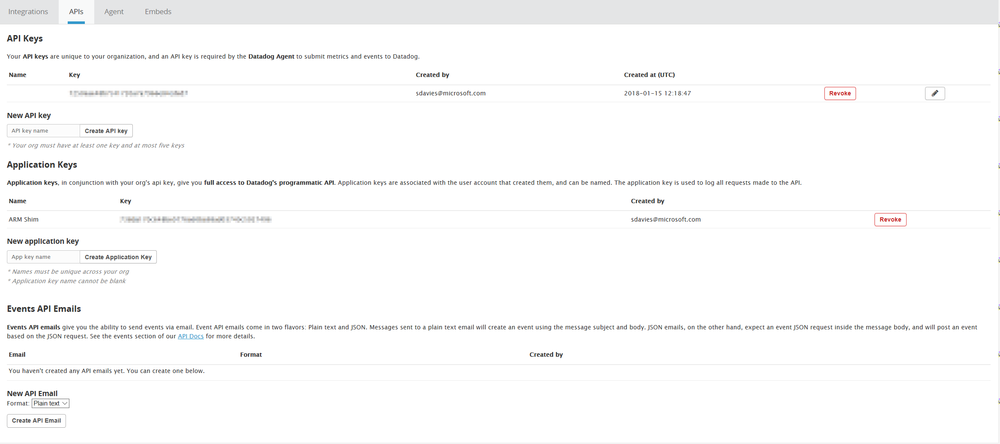 Integrations APIs Agent Embeds
API Keys
Your API keys are unique to your organization, and an API key is required by the Datadog Agent to submit metrics and events to Datadog.
Name Key Created by Created at (UTC)
sdavies@microsoft.com 2018-01-15 12:18:47 Revoke
New API key
API key name Create API key
* Your org must have at least one key and at most five keys
Application Keys
Application keys, in conjunction with your org's api key, give you full access to Datadog's programmatic API. Application keys are associated with the user account that created them, and can be named. The application key is used to log all requests made to the API.
Name Key Created by
ARM Shim sdavies@microsoft.com Revoke
New application key
App key name Create Application Key
* Names must be unique across your org
* Application key name cannot be blank
Events API Emails
Events API emails give you the ability to send events via email. Event API emails come in two flavors: Plain text and JSON. Messages sent to a plain text email will create an event using the message subject and body. JSON emails, on the other hand, expect an event JSON request inside the message body, and will post an event
based on the JSON request. See the events section of our API Docs for more details.
Email Format Created by
You haven't created any API emails yet. You can create one below.
New API Email
Format: Plain text
Create API Email